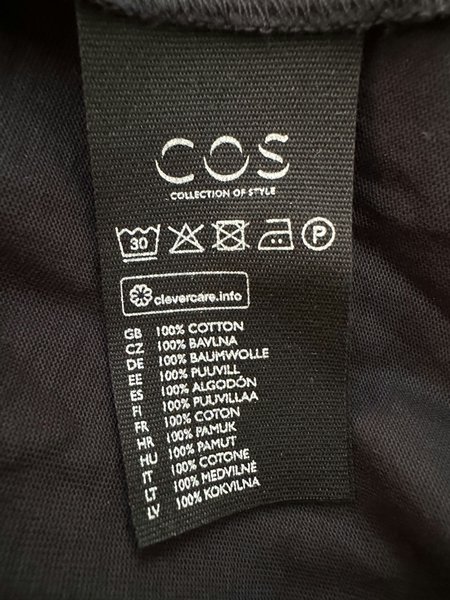 COS
COLLECTION OF STYLE
30 P
clevercare.info
GB 100% COTTON
CZ 100% BAVLNA
DE 100% BAUMWOLLE
EE 100% PUUVILL
ES 100% ALGODÓN
FI 100% PUUVILLAA
FR 100% COTON
HR 100% PAMUK
HU 100% PAMUT
IT 100% COTONE
LT 100% MEDVILNĖ
LV 100% KOKVILNA